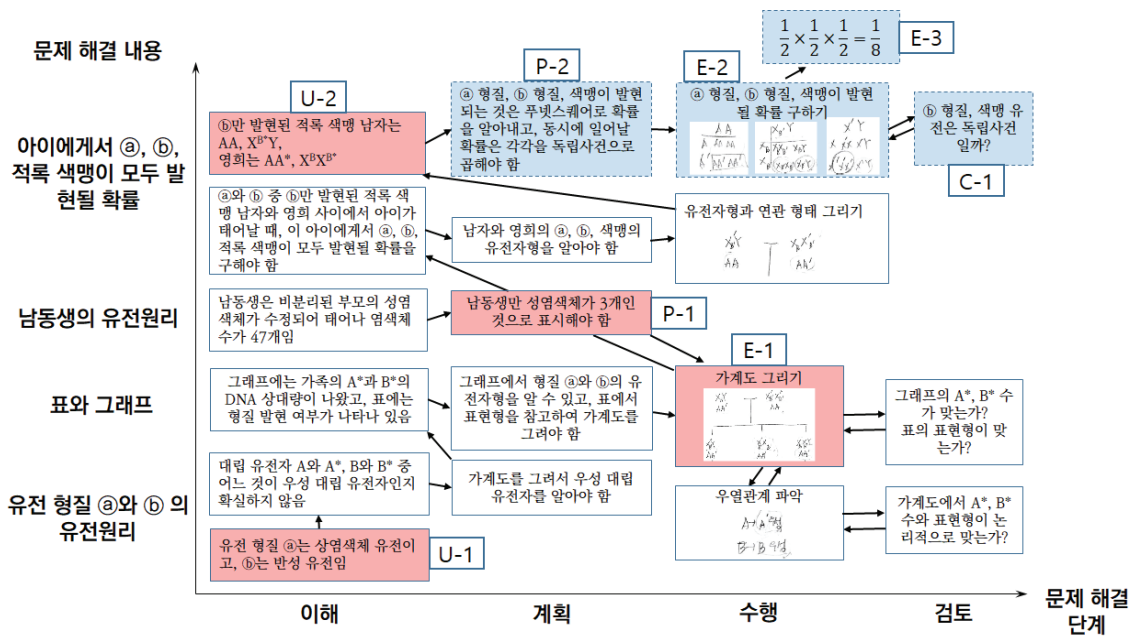 문제 해결 내용
1/2 × 1/2 × 1/2 = 1/8
E-3
P-2
E-2
U-2
아이에게서 ⓐ, ⓑ,
적록 색맹이 모두 발
현될 확률
ⓑ만 발현된 적록 색맹 남자는
AA, X^{B*}Y,
영희는 AA*, X^{B}X^{B*}
ⓐ 형질, ⓑ 형질, 색맹이 발현
되는 것은 푸넷스퀘어로 확률
을 알아내고, 동시에 일어날
확률은 각각을 독립사건으로
곱해야 함
ⓐ 형질, ⓑ 형질, 색맹이 발현
될 확률 구하기
ⓑ 형질, 색맹 유
전은 독립사건
일까?
C-1
ⓐ와 ⓑ 중 ⓑ만 발현된 적록 색
맹 남자와 영희 사이에서 아이가
태어날 때, 이 아이에게서 ⓐ, ⓑ,
적록 색맹이 모두 발현될 확률을
구해야 함
남자와 영희의 ⓐ, ⓑ, 색맹의
유전자형을 알아야 함
유전자형과 연관 형태 그리기
남동생의 유전원리
남동생은 비분리된 부모의 성염
색체가 수정되어 태어나 염색체
수가 47개임
남동생만 성염색체가 3개인
것으로 표시해야 함
P-1
E-1
표와 그래프
그래프에는 가족의 A*과 B*의
DNA 상대량이 나왔고, 표에는
형질 발현 여부가 나타나 있음
그래프에서 형질 ⓐ와 ⓑ의 유
전자형을 알 수 있고, 표에서
표현형을 참고하여 가계도를
그려야 함
가계도 그리기
그래프의 A*, B* 수
가 맞는가?
표의 표현형이 맞
는가?
유전 형질 ⓐ와 ⓑ 의
유전원리
대립 유전자 A와 A*, B와 B* 중
어느 것이 우성 대립 유전자인지
확실하지 않음
가계도를 그려서 우성 대립
유전자를 알아야 함
우열관계 파악
가계도에서 A*, B*
수와 표현형이 논
리적으로 맞는가?
유전 형질 ⓐ는 상염색체 유전이
고, ⓑ는 반성 유전임
U-1
이해
계획
수행
검토
문제 해결
단계